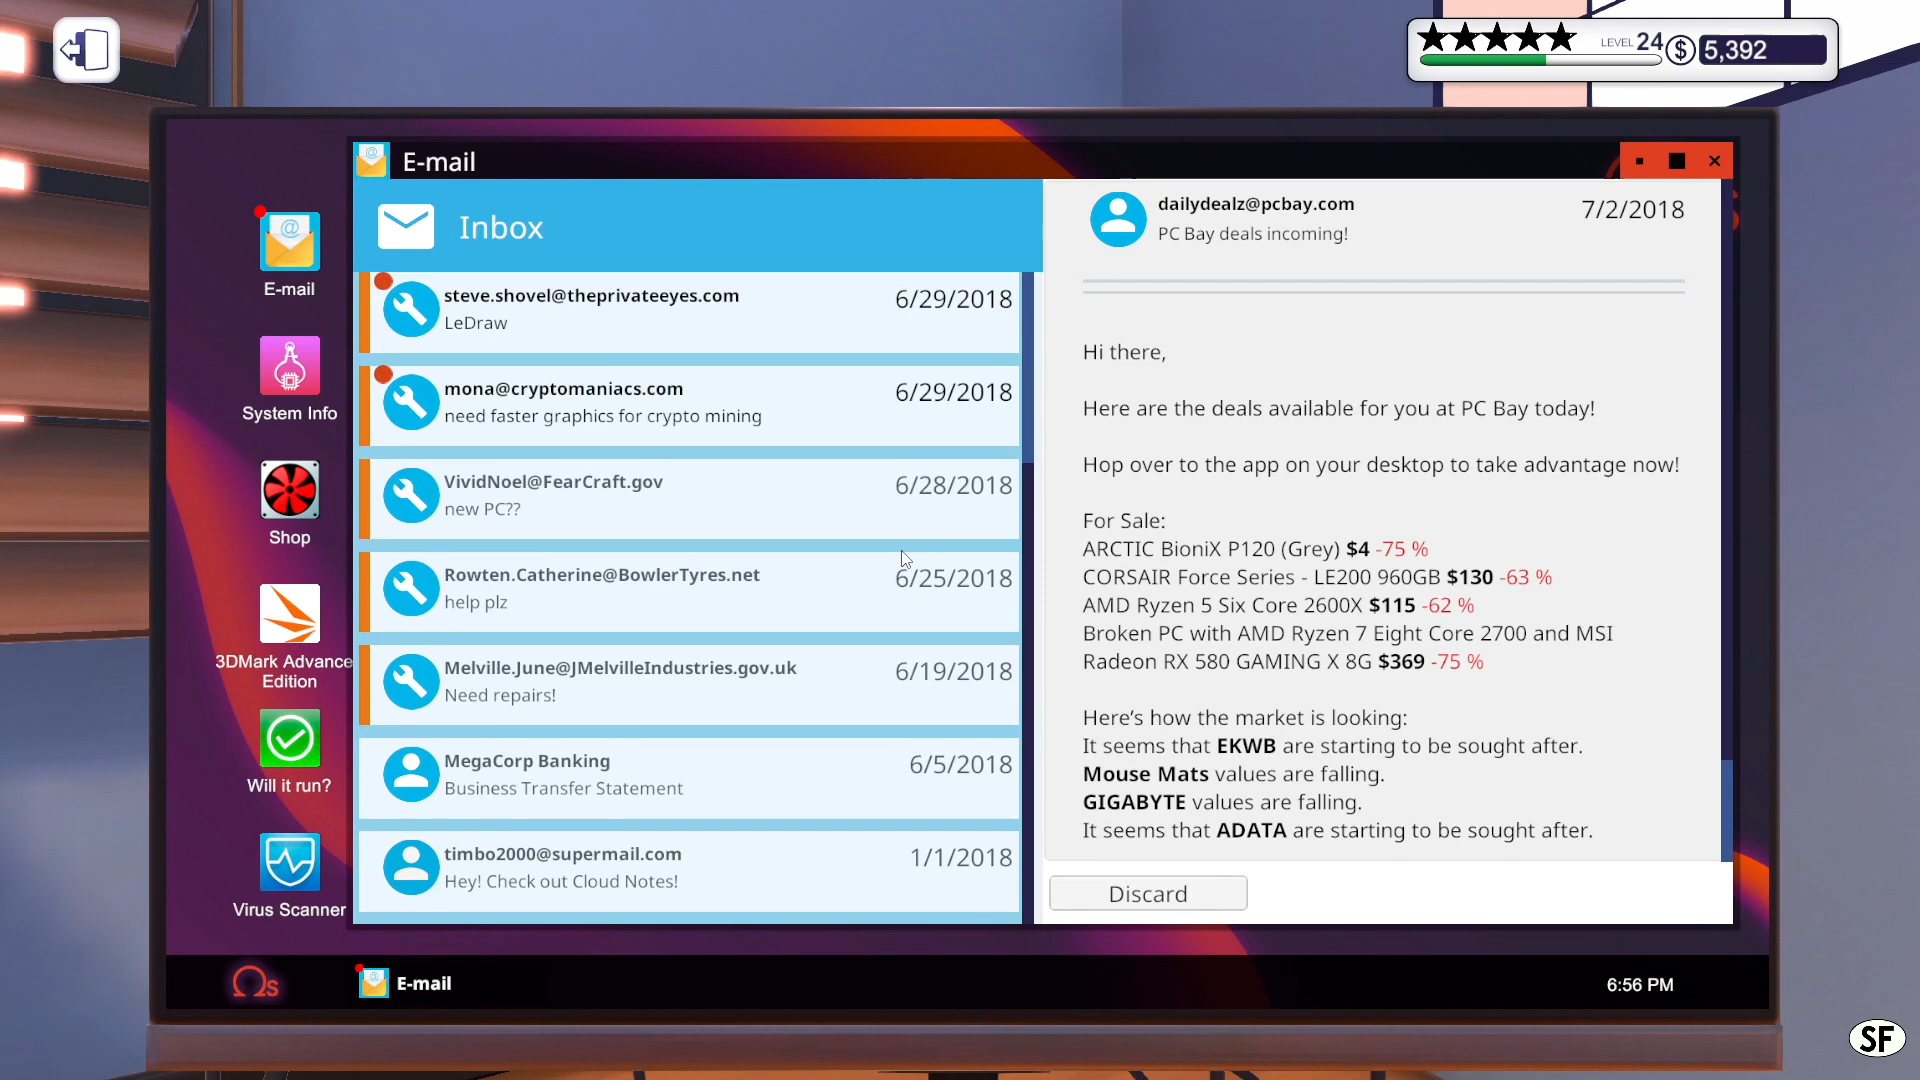 LEVEL 24
$ 5,392
E-mail
Inbox
steve.shovel@theprivateeyes.com
6/29/2018
LeDraw
mona@cryptomaniacs.com
6/29/2018
need faster graphics for crypto mining
VividNoel@FearCraft.gov
6/28/2018
new PC??
Rowten.Catherine@BowlerTyres.net
6/25/2018
help plz
Melville.June@JMelvilleIndustries.gov.uk
6/19/2018
Need repairs!
MegaCorp Banking
6/5/2018
Business Transfer Statement
timbo2000@supermail.com
1/1/2018
Hey! Check out Cloud Notes!
dailydealz@pcbay.com
7/2/2018
PC Bay deals incoming!
Hi there,
Here are the deals available for you at PC Bay today!
Hop over to the app on your desktop to take advantage now!
For Sale:
ARCTIC BioniX P120 (Grey) $4 -75 %
CORSAIR Force Series - LE200 960GB $130 -63 %
AMD Ryzen 5 Six Core 2600X $115 -62 %
Broken PC with AMD Ryzen 7 Eight Core 2700 and MSI
Radeon RX 580 GAMING X 8G $369 -75 %
Here's how the market is looking:
It seems that EKWB are starting to be sought after.
Mouse Mats values are falling.
GIGABYTE values are falling.
It seems that ADATA are starting to be sought after.
Discard
E-mail
System Info
Shop
3DMark Advance
Edition
Will it run?
Virus Scanner
Ωs
E-mail
6:56 PM
SF